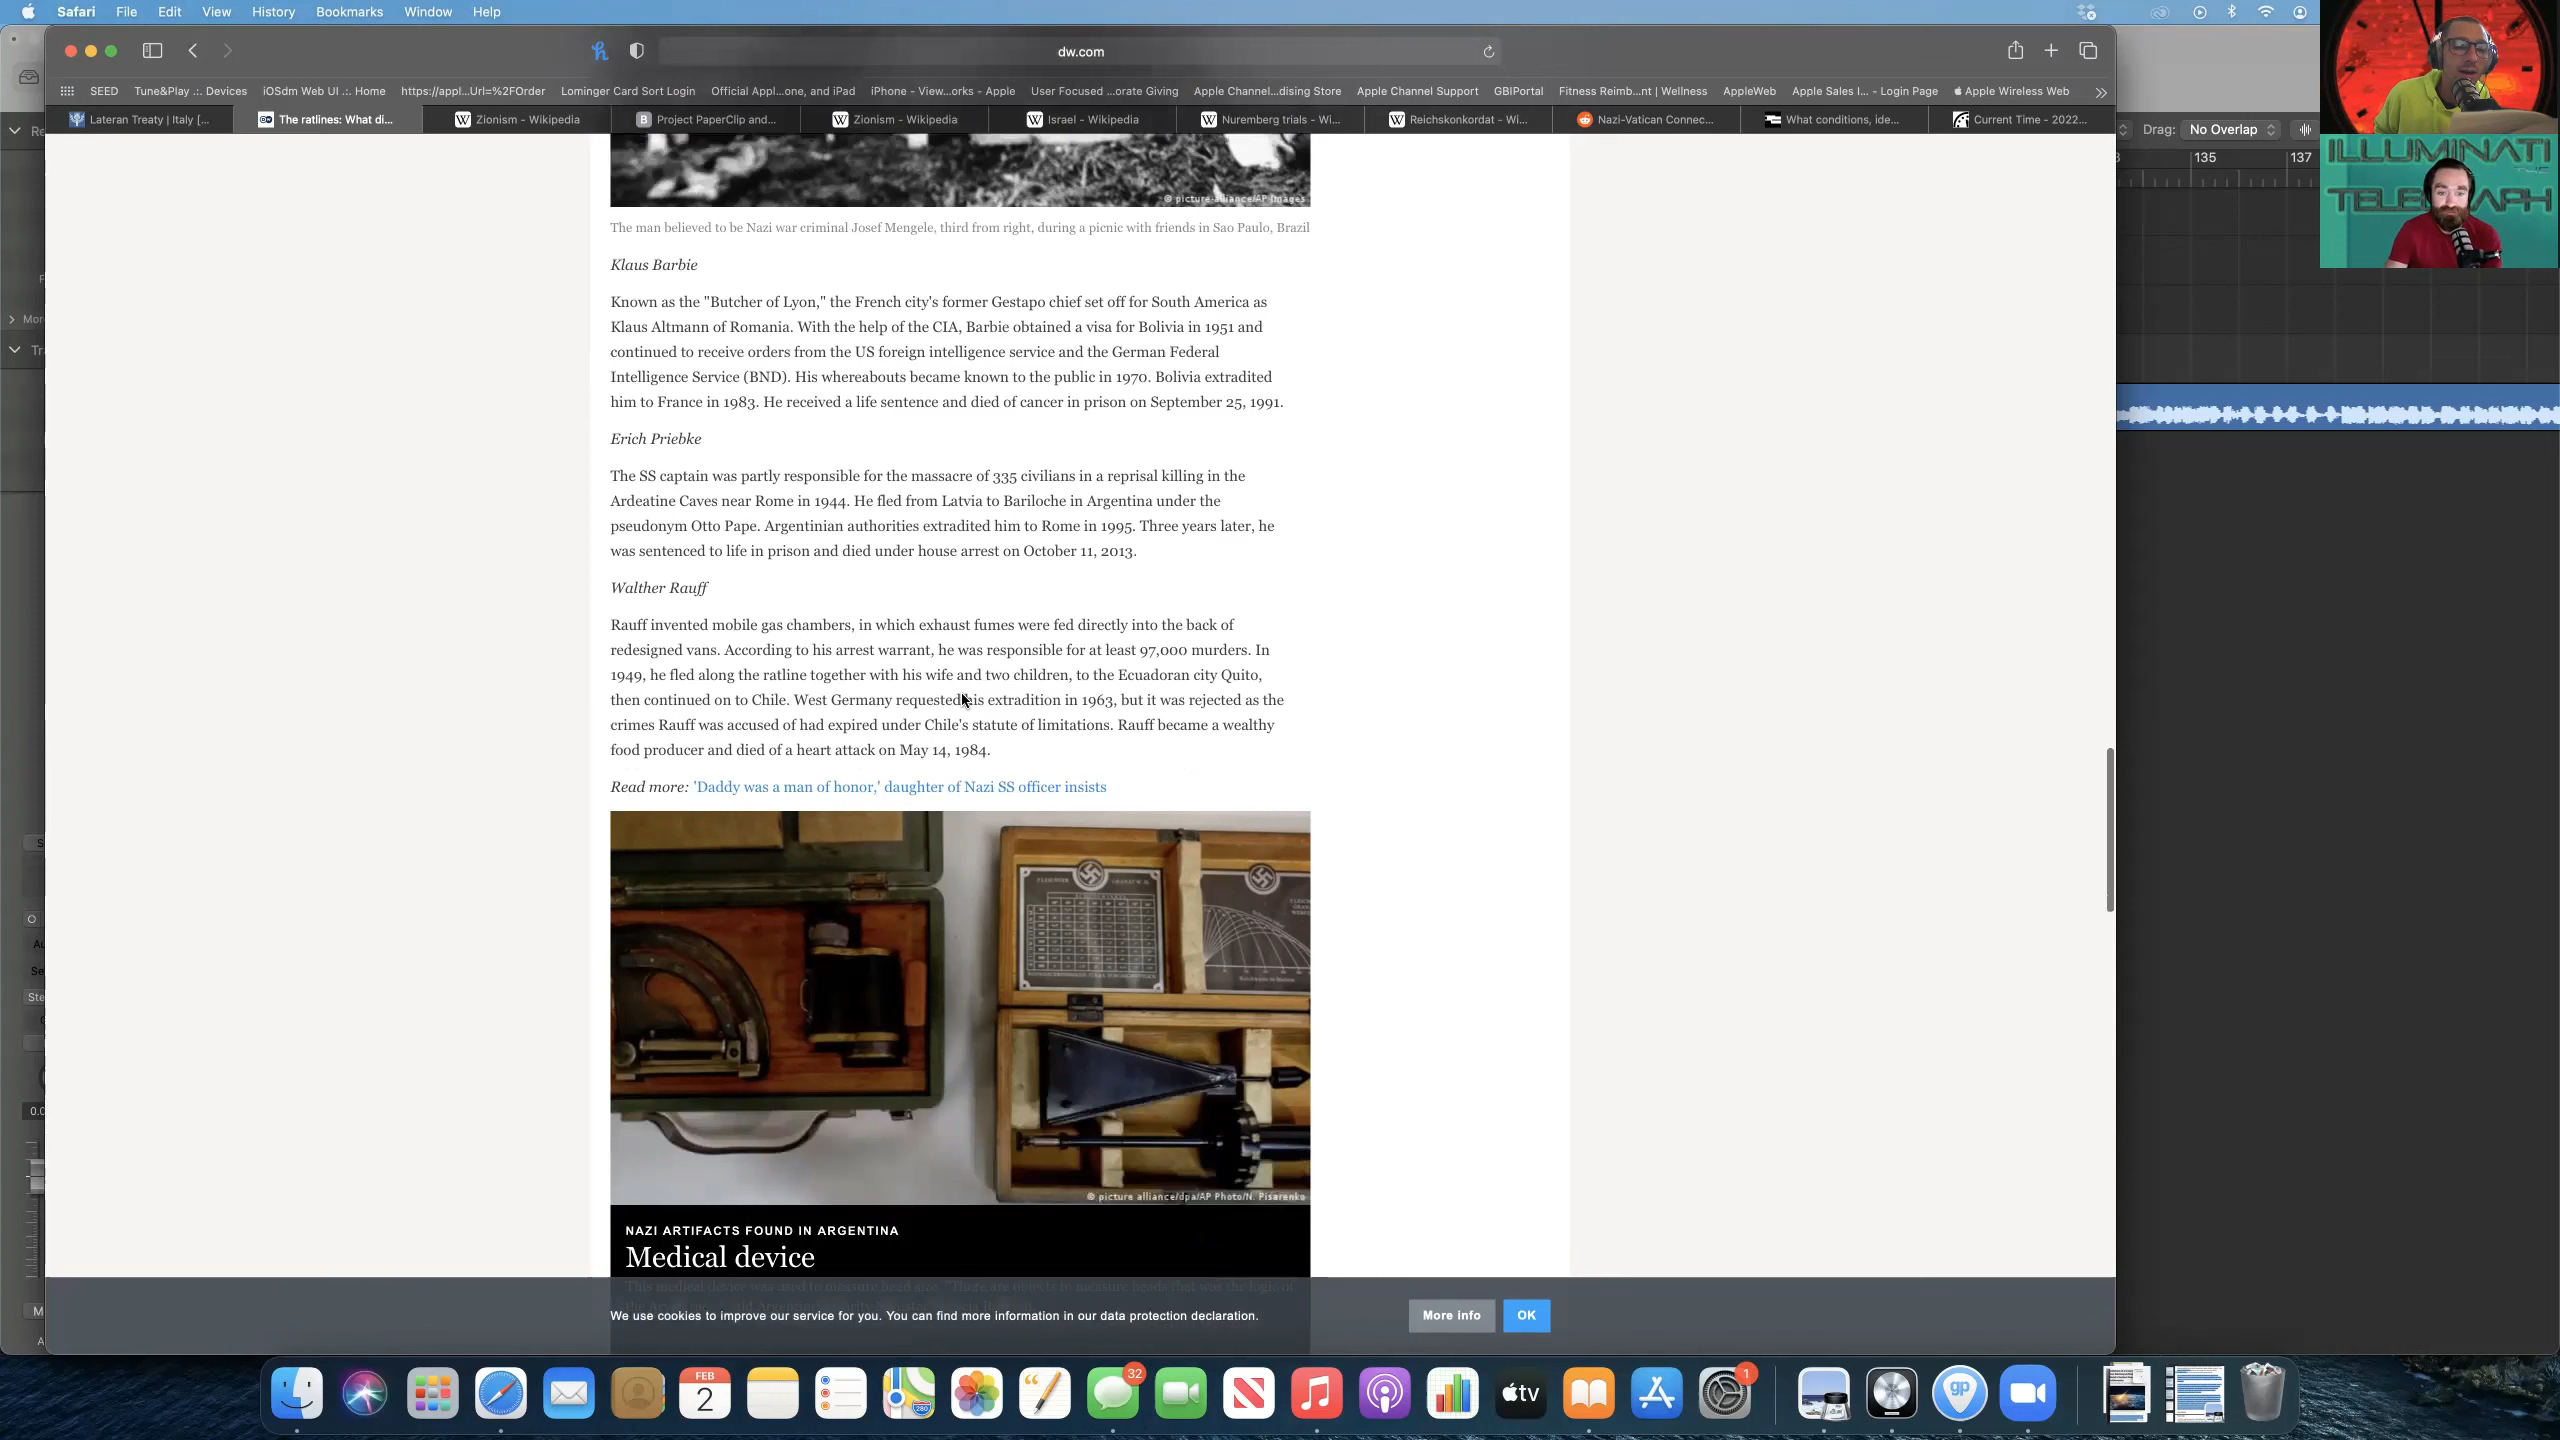 Safari File Edit View History Bookmarks Window Help
dw.com
SEED Tune&Play .:. Devices iOSdm Web UI .:. Home https://appl...Url=%2FOrder Lominger Card Sort Login Official Appl...one, and iPad iPhone - View...orks - Apple User Focused ...orate Giving Apple Channel...dising Store Apple Channel Support GBIPortal Fitness Reimb...nt | Wellness AppleWeb Apple Sales I... - Login Page Apple Wireless Web
Lateran Treaty | Italy [... The ratlines: What di... Zionism - Wikipedia Project PaperClip and... Zionism - Wikipedia Israel - Wikipedia Nuremberg trials - Wi... Reichskonkordat - Wi... Nazi-Vatican Connec... What conditions, ide... Current Time - 2022...
Drag: No Overlap
135 137
ILLUMINATI
THE
TELEGRAPH
© picture-alliance/AP Images
The man believed to be Nazi war criminal Josef Mengele, third from right, during a picnic with friends in Sao Paulo, Brazil
Klaus Barbie
Known as the "Butcher of Lyon," the French city's former Gestapo chief set off for South America as
Klaus Altmann of Romania. With the help of the CIA, Barbie obtained a visa for Bolivia in 1951 and
continued to receive orders from the US foreign intelligence service and the German Federal
Intelligence Service (BND). His whereabouts became known to the public in 1970. Bolivia extradited
him to France in 1983. He received a life sentence and died of cancer in prison on September 25, 1991.
Erich Priebke
The SS captain was partly responsible for the massacre of 335 civilians in a reprisal killing in the
Ardeatine Caves near Rome in 1944. He fled from Latvia to Bariloche in Argentina under the
pseudonym Otto Pape. Argentinian authorities extradited him to Rome in 1995. Three years later, he
was sentenced to life in prison and died under house arrest on October 11, 2013.
Walther Rauff
Rauff invented mobile gas chambers, in which exhaust fumes were fed directly into the back of
redesigned vans. According to his arrest warrant, he was responsible for at least 97,000 murders. In
1949, he fled along the ratline together with his wife and two children, to the Ecuadoran city Quito,
then continued on to Chile. West Germany requested his extradition in 1963, but it was rejected as the
crimes Rauff was accused of had expired under Chile's statute of limitations. Rauff became a wealthy
food producer and died of a heart attack on May 14, 1984.
Read more: 'Daddy was a man of honor,' daughter of Nazi SS officer insists
© picture alliance/dpa/AP Photo/N. Pisarenko
NAZI ARTIFACTS FOUND IN ARGENTINA
Medical device
We use cookies to improve our service for you. You can find more information in our data protection declaration.
More info OK
FEB
2
32
tv
gp
1
280